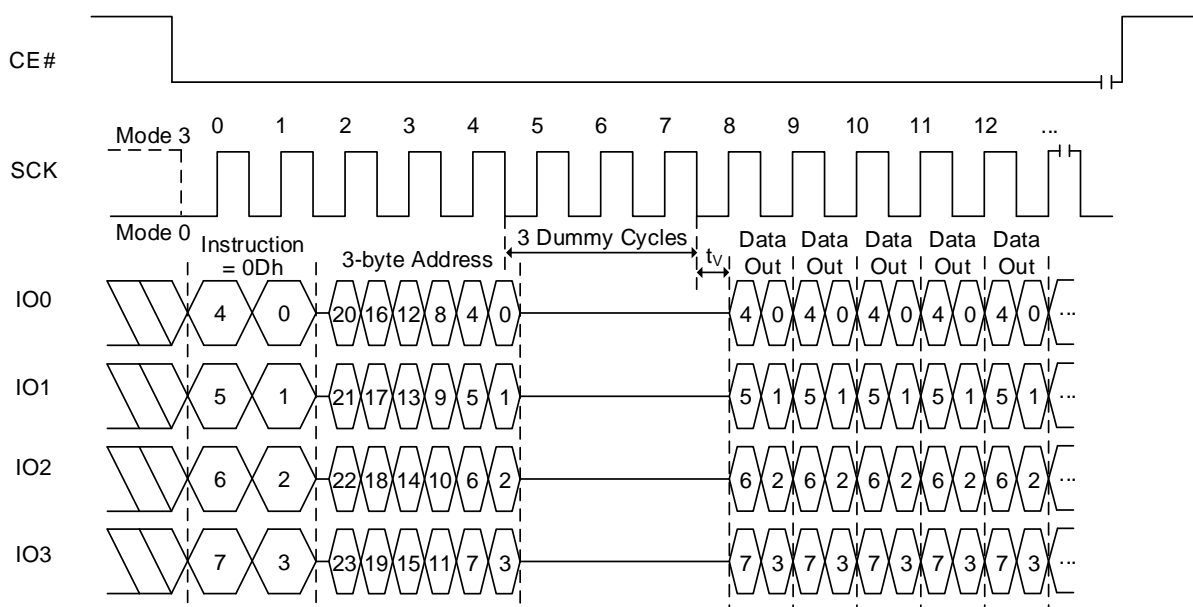 CE#
0 1 2 3 4 5 6 7 8 9 10 11 12 ...
Mode 3
SCK
Mode 0
Instruction
= 0Dh
3-byte Address
3 Dummy Cycles
tV
Data Out
Data Out
Data Out
Data Out
Data Out
IO0 4 0 20 16 12 8 4 0 4 0 4 0 4 0 4 0 4 0 ...
IO1 5 1 21 17 13 9 5 1 5 1 5 1 5 1 5 1 5 1 ...
IO2 6 2 22 18 14 10 6 2 6 2 6 2 6 2 6 2 6 2 ...
IO3 7 3 23 19 15 11 7 3 7 3 7 3 7 3 7 3 7 3 ...